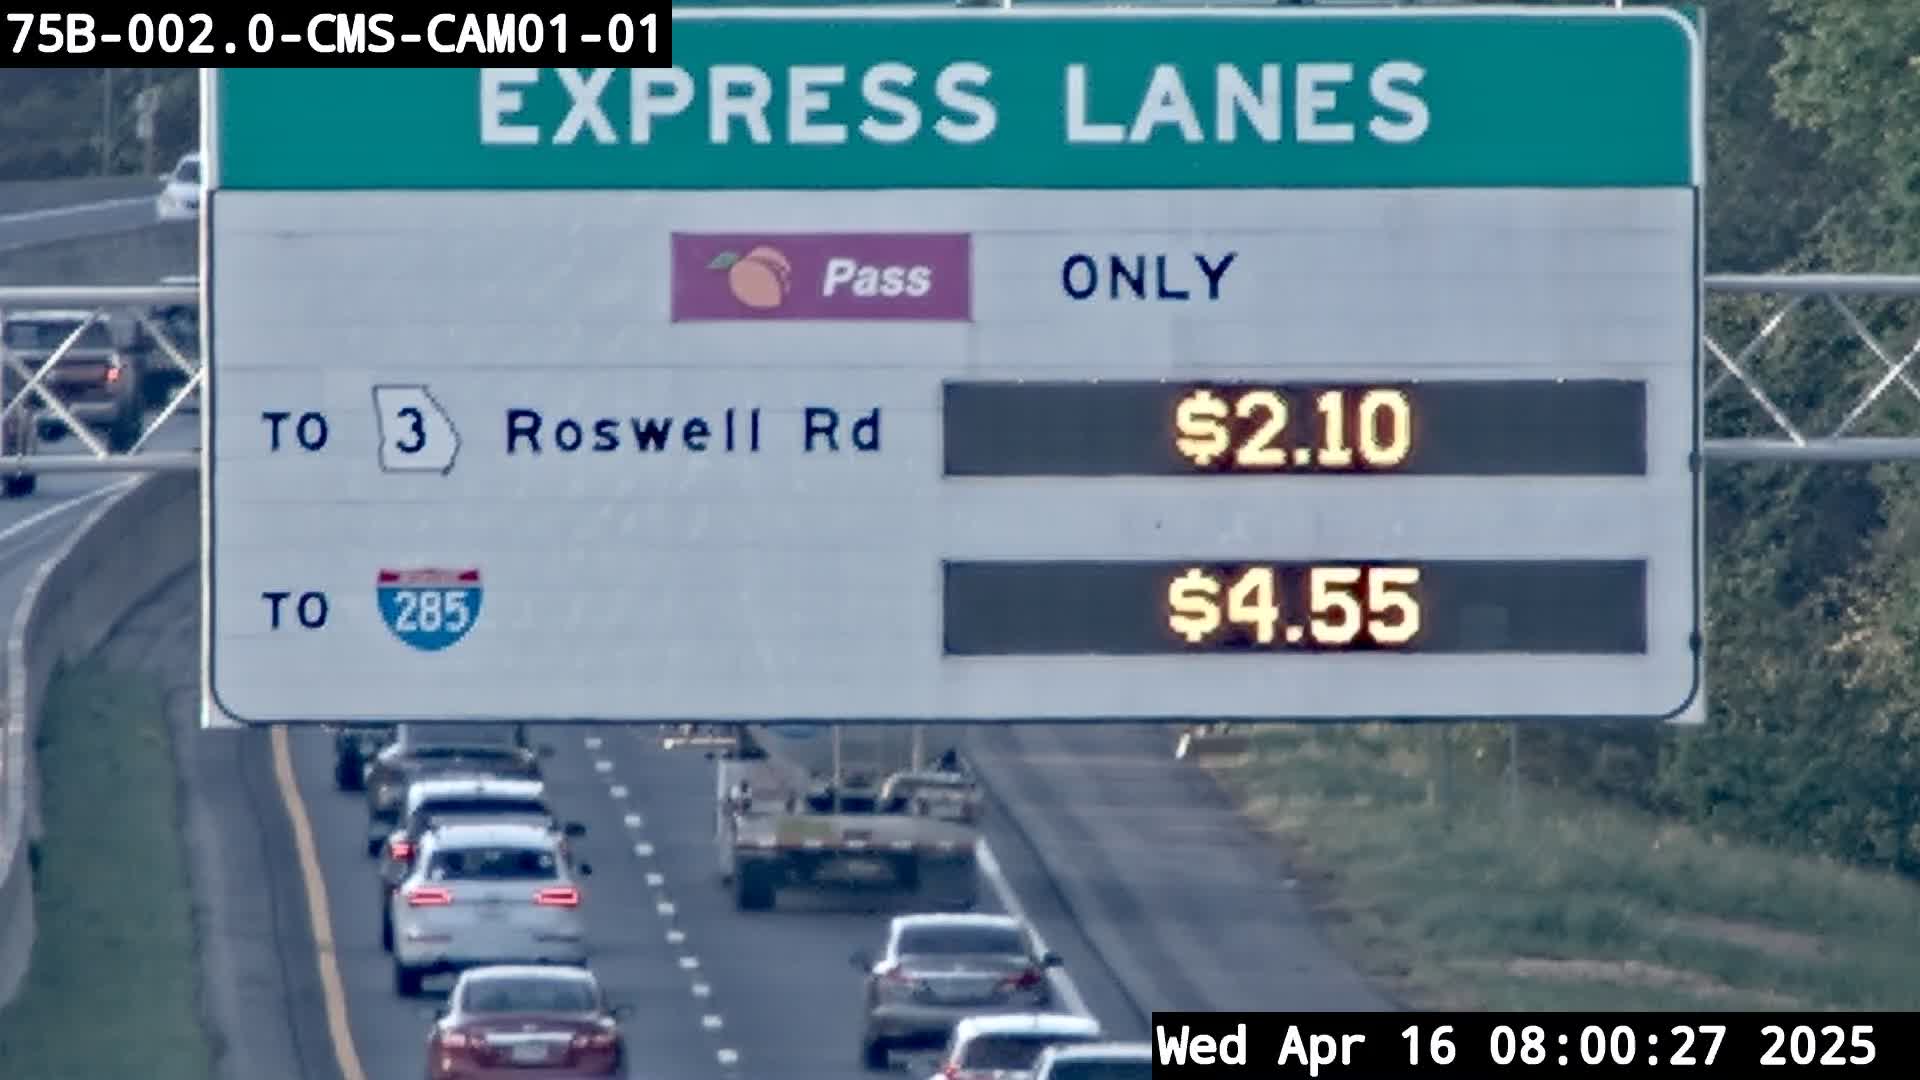 75B-002.0-CMS-CAM01-01
EXPRESS LANES
Pass ONLY
TO 3 Roswell Rd $2.10
TO 285 $4.55
Wed Apr 16 08:00:27 2025